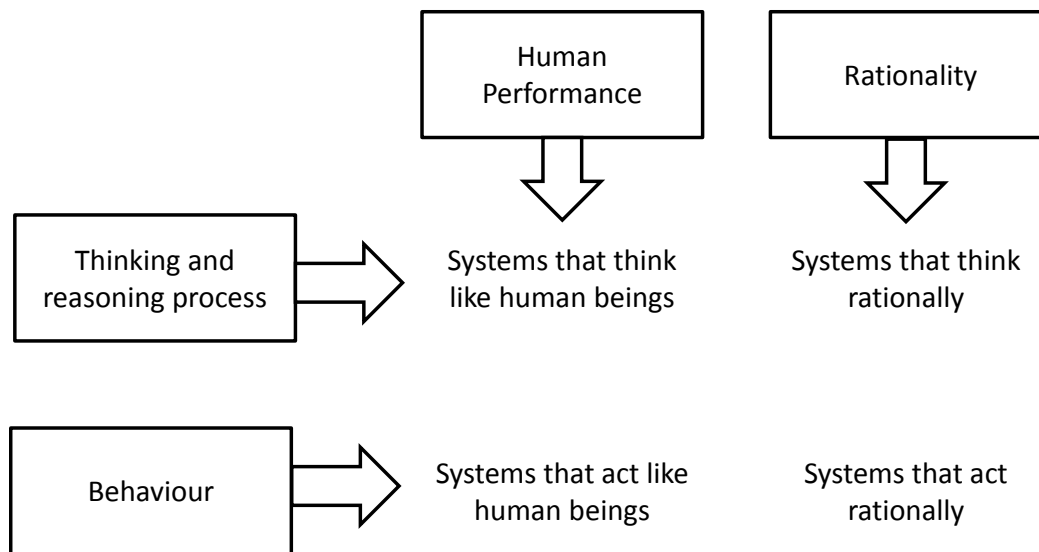 Human
Performance
Rationality
Thinking and
reasoning process
Systems that think
like human beings
Systems that think
rationally
Behaviour
Systems that act like
human beings
Systems that act
rationally